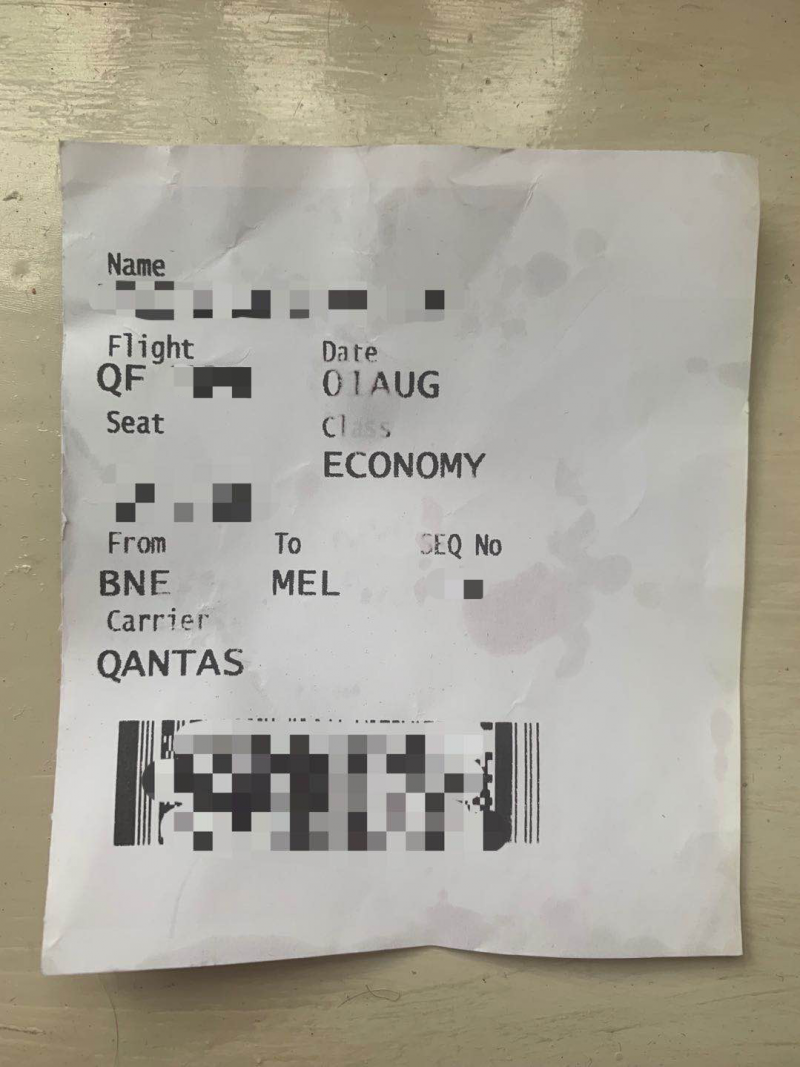 Name
Flight Date
QF 01AUG
Seat Class
ECONOMY
From To SEQ No
BNE MEL
Carrier
QANTAS